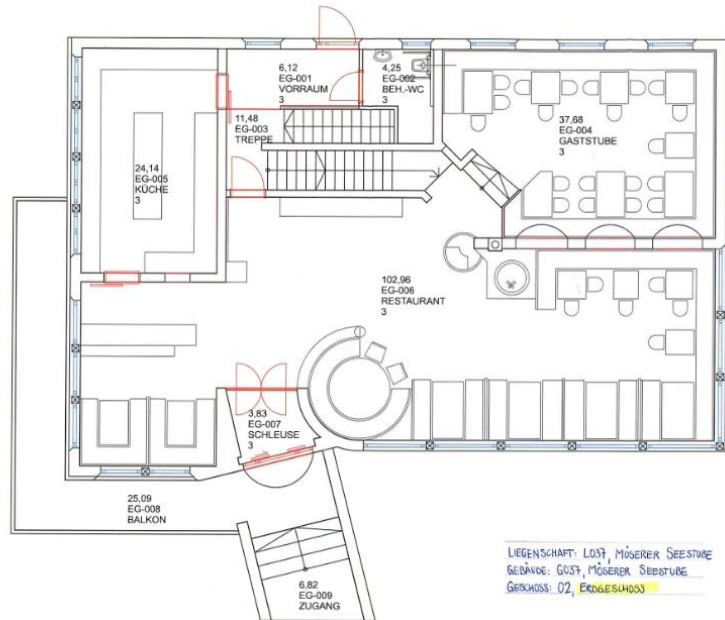 6,12
EG-001
VORRAUM
3
4,25
EG-002
BEH.-WC
3
11,48
EG-003
TREPPE
3
37,68
EG-004
GASTSTUBE
3
24,14
EG-005
KÜCHE
3
102,96
EG-006
RESTAURANT
3
3,83
EG-007
SCHLEUSE
3
25,09
EG-008
BALKON
6,82
EG-009
ZUGANG
LIEGENSCHAFT: L037, MÖSERER SEESTUBE
GEBÄUDE: G037, MÖSERER SEESTUBE
GESCHOSS: 02, ERDGESCHOSS